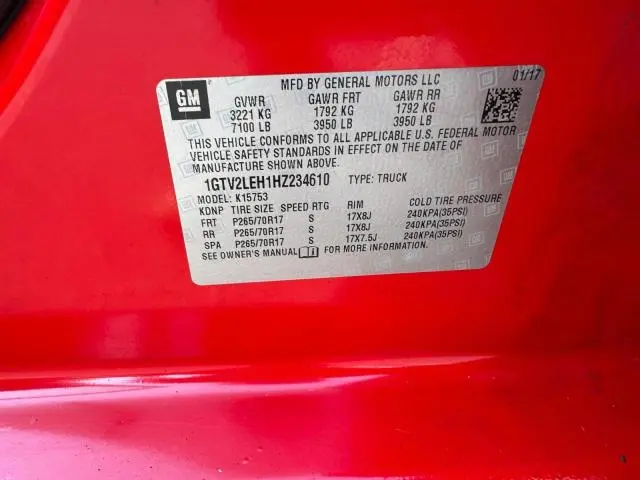 MFD BY GENERAL MOTORS LLC 01/17
GM GVWR GAWR FRT GAWR RR
3221 KG 1792 KG 1792 KG
7100 LB 3950 LB 3950 LB
THIS VEHICLE CONFORMS TO ALL APPLICABLE U.S. FEDERAL MOTOR
VEHICLE SAFETY STANDARDS IN EFFECT ON THE DATE OF
MANUFACTURE SHOWN ABOVE.
1GTV2LEH1HZ234610 TYPE: TRUCK
MODEL: K15753
KDNP TIRE SIZE SPEED RTG RIM COLD TIRE PRESSURE
FRT P265/70R17 S 17X8J 240KPA(35PSI)
RR P265/70R17 S 17X8J 240KPA(35PSI)
SPA P265/70R17 S 17X7.5J 240KPA(35PSI)
SEE OWNER'S MANUAL FOR MORE INFORMATION.